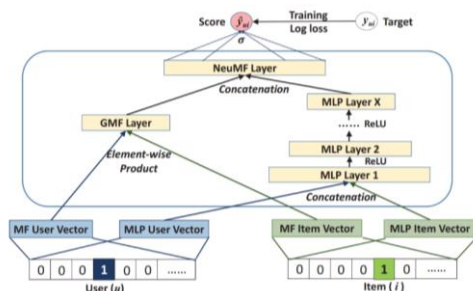 Score ŷui Training yui Target
Log loss
σ
NeuMF Layer
Concatenation
MLP Layer X
GMF Layer
...... ReLU
Element-wise
Product
MLP Layer 2
ReLU
MLP Layer 1
Concatenation
MF User Vector MLP User Vector MF Item Vector MLP Item Vector
0 0 0 1 0 0 ...... 0 0 0 0 1 0 ......
User (u) Item ( i )